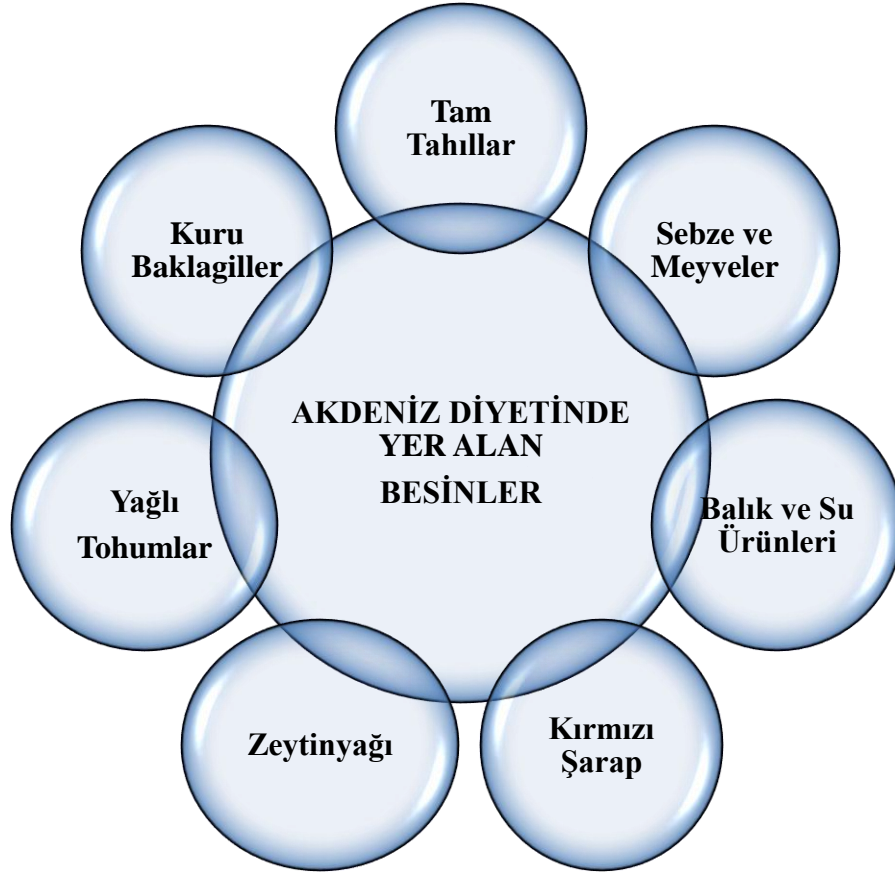 Tam
Tahıllar
Sebze ve
Meyveler
Balık ve Su
Ürünleri
Kırmızı
Şarap
Zeytinyağı
Yağlı
Tohumlar
Kuru
Baklagiller
AKDENİZ DİYETİNDE
YER ALAN
BESİNLER